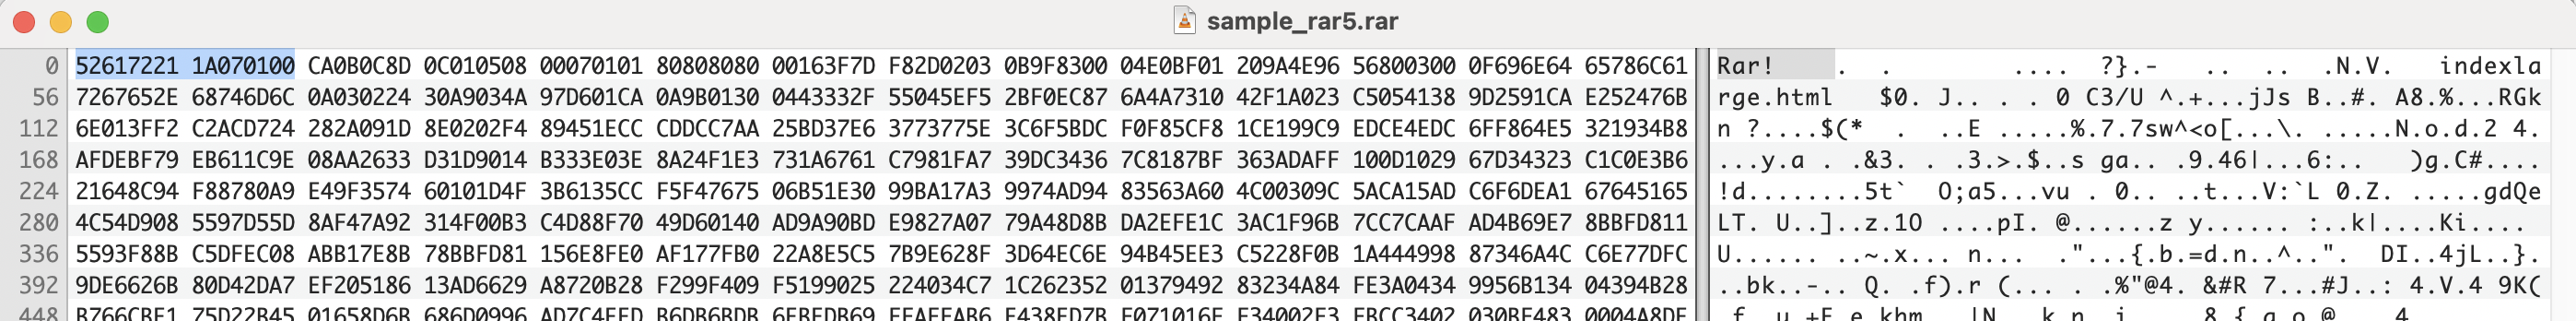 sample_rar5.rar
0 52617221 1A070100 CA0B0C8D 0C010508 00070101 80808080 00163F7D F82D0203 0B9F8300 04E0BF01 209A4E96 56800300 0F696E64 65786C61 Rar! . . .... ?}.- .. .. .N.V. indexla
56 7267652E 68746D6C 0A030224 30A9034A 97D601CA 0A9B0130 0443332F 55045EF5 2BF0EC87 6A4A7310 42F1A023 C5054138 9D2591CA E252476B rge.html $0. J.. . . 0 C3/U ^.+...jJs B..#. A8.%...RGk
112 6E013FF2 C2ACD724 282A091D 8E0202F4 89451ECC CDDCC7AA 25BD37E6 3773775E 3C6F5BDC F0F85CF8 1CE199C9 EDCE4EDC 6FF864E5 321934B8 n ?....$(* . ..E .....%.7.7sw^<o[...\. .....N.o.d.2 4.
168 AFDEBF79 EB611C9E 08AA2633 D31D9014 B333E03E 8A24F1E3 731A6761 C7981FA7 39DC3436 7C8187BF 363ADAFF 100D1029 67D34323 C1C0E3B6 ...y.a . .&3. . .3.>.$..s ga.. .9.46|...6:.. )g.C#....
224 21648C94 F88780A9 E49F3574 60101D4F 3B6135CC F5F47675 06B51E30 99BA17A3 9974AD94 83563A60 4C00309C 5ACA15AD C6F6DEA1 67645165 !d........5t` O;a5...vu . 0.. ..t...V:`L 0.Z. .....gdQe
280 4C54D908 5597D55D 8AF47A92 314F00B3 C4D88F70 49D60140 AD9A90BD E9827A07 79A48D8B DA2EFE1C 3AC1F96B 7CC7CAAF AD4B69E7 8BBFD811 LT. U..]..z.1O ....pI. @......z y...... :..k|....Ki....
336 5593F88B C5DFEC08 ABB17E8B 78BBFD81 156E8FE0 AF177FB0 22A8E5C5 7B9E628F 3D64EC6E 94B45EE3 C5228F0B 1A444998 87346A4C C6E77DFC U...... ..~.x... n... ."...{.b.=d.n..^..". DI..4jL..}.
392 9DE6626B 80D42DA7 EF205186 13AD6629 A8720B28 F299F409 F5199025 224034C7 1C262352 01379492 83234A84 FE3A0434 9956B134 04394B28 ..bk..-.. Q. .f).r (... . .%"@4. &#R 7...#J..: 4.V.4 9K(